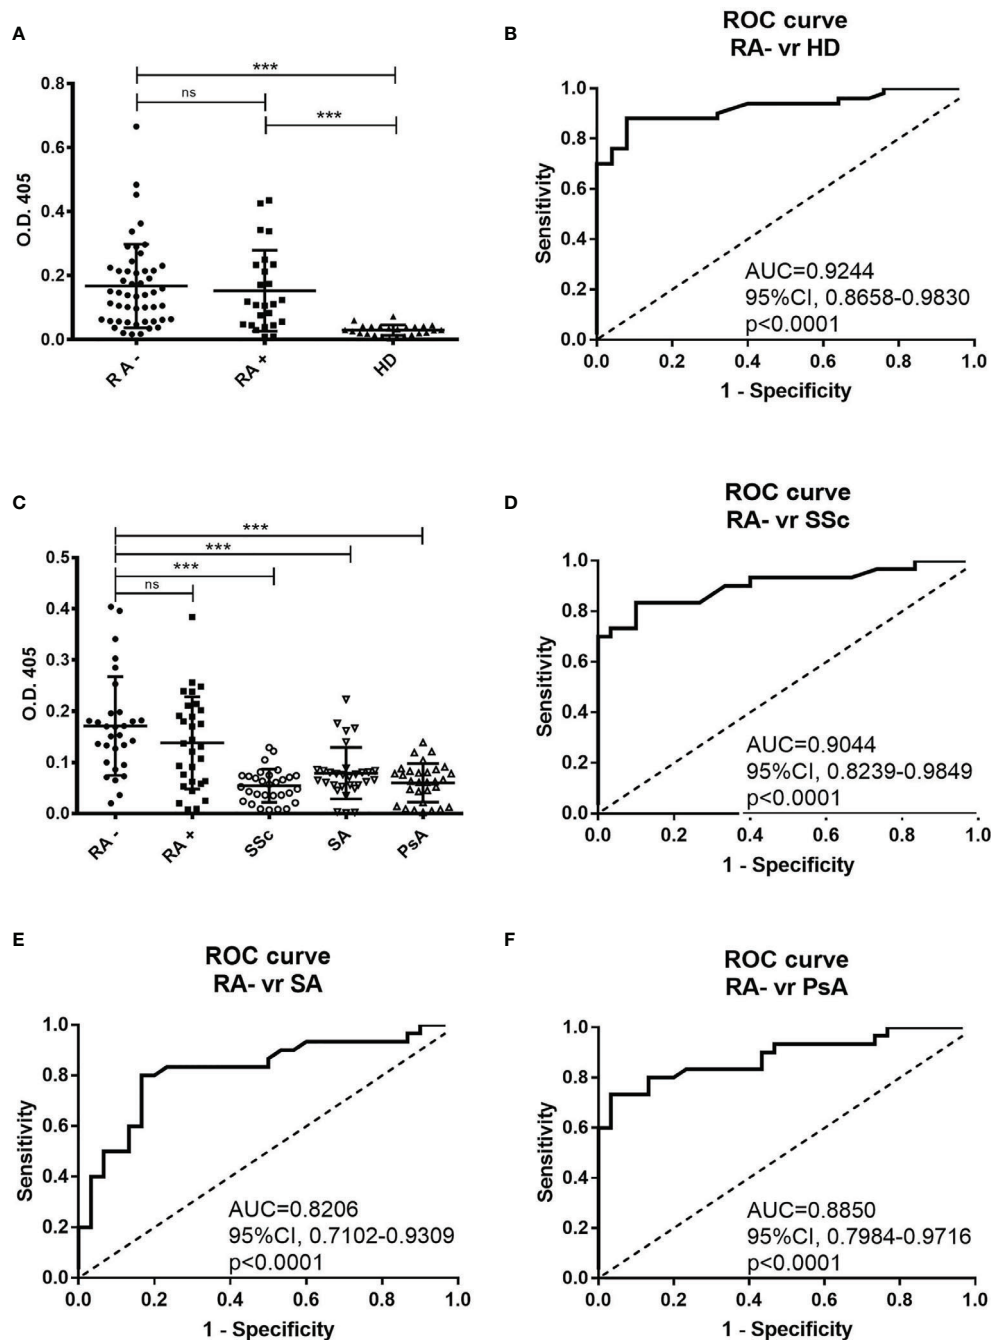 A
***
ns
***
0.8
0.6
0.4
0.2
0.0
O.D. 405
R A -
RA +
HD
B
ROC curve
RA- vr HD
1.0
0.8
0.6
0.4
0.2
0.0
Sensitivity
AUC=0.9244
95%CI, 0.8658-0.9830
p<0.0001
0.0 0.2 0.4 0.6 0.8 1.0
1 - Specificity
C
***
***
***
ns
0.5
0.4
0.3
0.2
0.1
0.0
O.D. 405
RA -
RA +
SSc
SA
PsA
D
ROC curve
RA- vr SSc
1.0
0.8
0.6
0.4
0.2
0.0
Sensitivity
AUC=0.9044
95%CI, 0.8239-0.9849
p<0.0001
0.0 0.2 0.4 0.6 0.8 1.0
1 - Specificity
E
ROC curve
RA- vr SA
1.0
0.8
0.6
0.4
0.2
0.0
Sensitivity
AUC=0.8206
95%CI, 0.7102-0.9309
p<0.0001
0.0 0.2 0.4 0.6 0.8 1.0
1 - Specificity
F
ROC curve
RA- vr PsA
1.0
0.8
0.6
0.4
0.2
0.0
Sensitivity
AUC=0.8850
95%CI, 0.7984-0.9716
p<0.0001
0.0 0.2 0.4 0.6 0.8 1.0
1 - Specificity